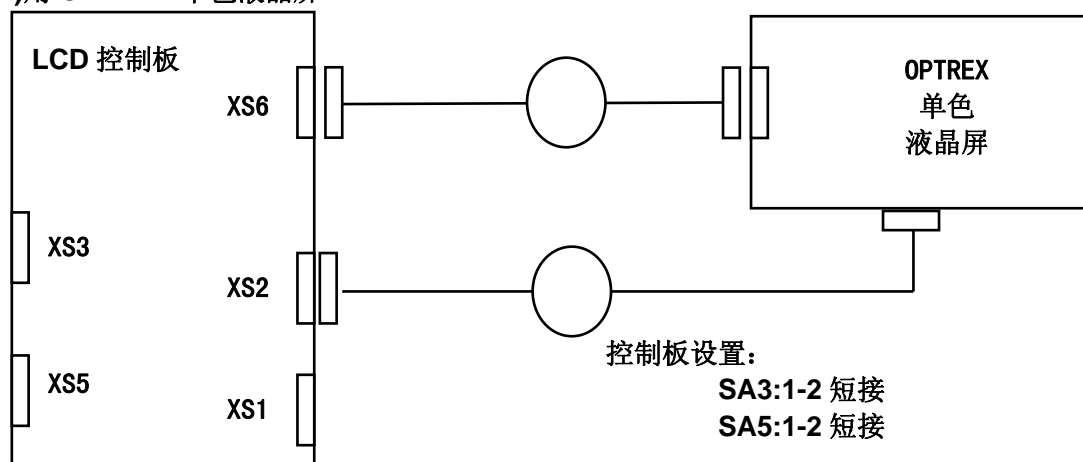 LCD 控制板
XS6
OPTREX
单色
液晶屏
XS3
XS2
控制板设置：
SA3:1-2 短接
XS5
XS1
SA5:1-2 短接